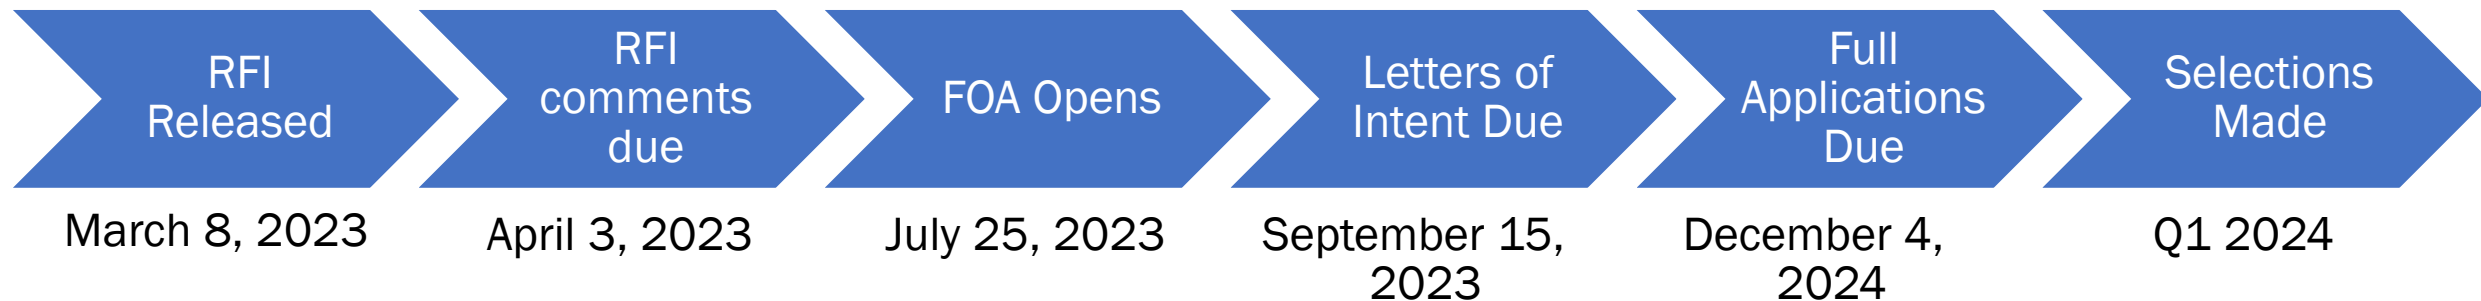 RFI
Released
RFI
comments
due
FOA Opens
Letters of
Intent Due
Full
Applications
Due
Selections
Made
March 8, 2023
April 3, 2023
July 25, 2023
September 15,
2023
December 4,
2024
Q1 2024